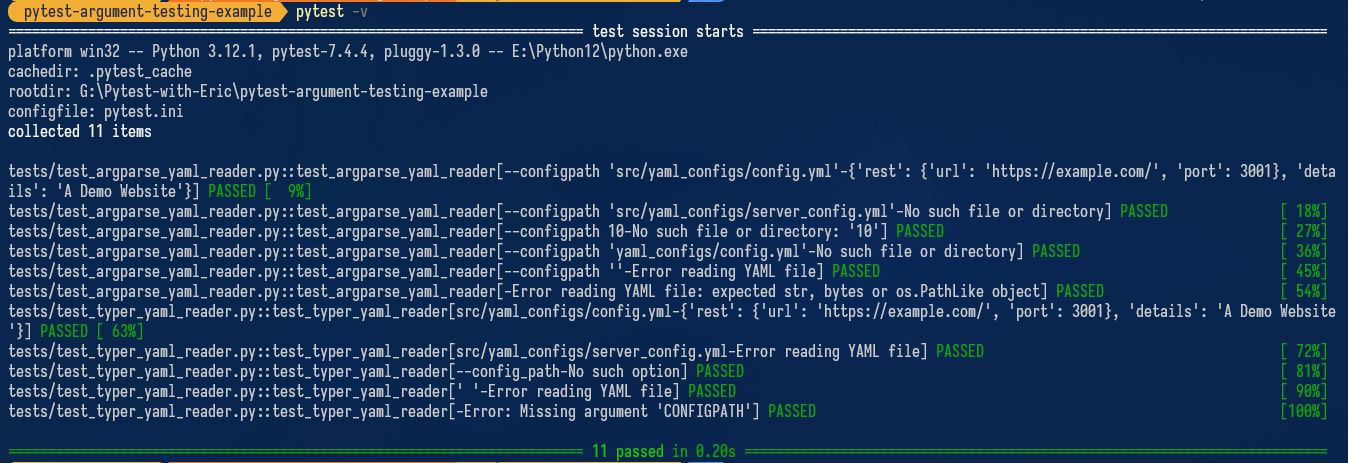 pytest-argument-testing-example pytest -v
============================== test session starts ==============================
platform win32 -- Python 3.12.1, pytest-7.4.4, pluggy-1.3.0 -- E:\Python12\python.exe
cachedir: .pytest_cache
rootdir: G:\Pytest-with-Eric\pytest-argument-testing-example
configfile: pytest.ini
collected 11 items
tests/test_argparse_yaml_reader.py::test_argparse_yaml_reader[--configpath 'src/yaml_configs/config.yml'-{'rest': {'url': 'https://example.com/', 'port': 3001}, 'deta
ils': 'A Demo Website'}] PASSED [  9%]
tests/test_argparse_yaml_reader.py::test_argparse_yaml_reader[--configpath 'src/yaml_configs/server_config.yml'-No such file or directory] PASSED [ 18%]
tests/test_argparse_yaml_reader.py::test_argparse_yaml_reader[--configpath 10-No such file or directory: '10'] PASSED [ 27%]
tests/test_argparse_yaml_reader.py::test_argparse_yaml_reader[--configpath 'yaml_configs/config.yml'-No such file or directory] PASSED [ 36%]
tests/test_argparse_yaml_reader.py::test_argparse_yaml_reader[--configpath ''-Error reading YAML file] PASSED [ 45%]
tests/test_argparse_yaml_reader.py::test_argparse_yaml_reader[-Error reading YAML file: expected str, bytes or os.PathLike object] PASSED [ 54%]
tests/test_typer_yaml_reader.py::test_typer_yaml_reader[src/yaml_configs/config.yml-{'rest': {'url': 'https://example.com/', 'port': 3001}, 'details': 'A Demo Website
'}] PASSED [ 63%]
tests/test_typer_yaml_reader.py::test_typer_yaml_reader[src/yaml_configs/server_config.yml-Error reading YAML file] PASSED [ 72%]
tests/test_typer_yaml_reader.py::test_typer_yaml_reader[--config_path-No such option] PASSED [ 81%]
tests/test_typer_yaml_reader.py::test_typer_yaml_reader[' '-Error reading YAML file] PASSED [ 90%]
tests/test_typer_yaml_reader.py::test_typer_yaml_reader[-Error: Missing argument 'CONFIGPATH'] PASSED [100%]
============================== 11 passed in 0.20s ==============================